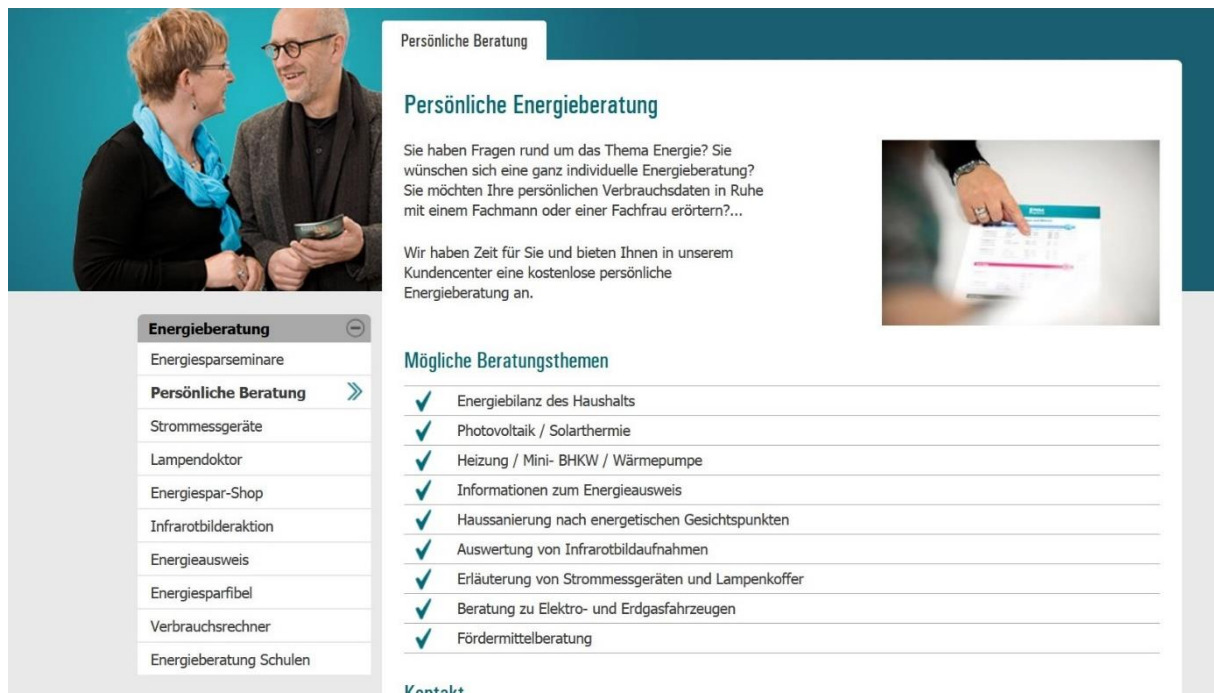 Persönliche Beratung
Persönliche Energieberatung
Sie haben Fragen rund um das Thema Energie? Sie
wünschen sich eine ganz individuelle Energieberatung?
Sie möchten Ihre persönlichen Verbrauchsdaten in Ruhe
mit einem Fachmann oder einer Fachfrau erörtern?...
Wir haben Zeit für Sie und bieten Ihnen in unserem
Kundencenter eine kostenlose persönliche
Energieberatung an.
Energieberatung
Energiesparseminare
Persönliche Beratung
Strommessgeräte
Lampendoktor
Energiespar-Shop
Infrarotbilderaktion
Energieausweis
Energiesparfibel
Verbrauchsrechner
Energieberatung Schulen
Mögliche Beratungsthemen
Energiebilanz des Haushalts
Photovoltaik / Solarthermie
Heizung / Mini- BHKW / Wärmepumpe
Informationen zum Energieausweis
Haussanierung nach energetischen Gesichtspunkten
Auswertung von Infrarotbildaufnahmen
Erläuterung von Strommessgeräten und Lampenkoffer
Beratung zu Elektro- und Erdgasfahrzeugen
Fördermittelberatung
Kontakt